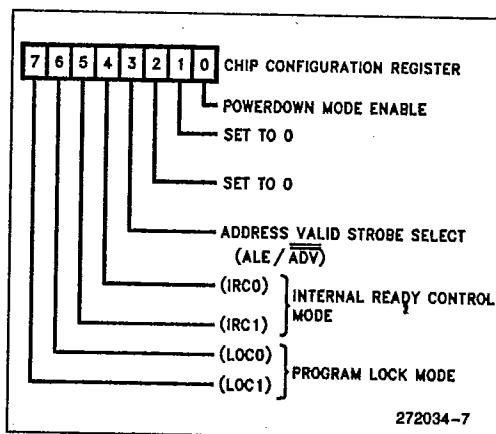 7 6 5 4 3 2 1 0 CHIP CONFIGURATION REGISTER
POWERDOWN MODE ENABLE
SET TO 0
SET TO 0
ADDRESS VALID STROBE SELECT
(ALE / ADV)
(IRC0)
INTERNAL READY CONTROL
MODE
(IRC1)
(LOC0)
PROGRAM LOCK MODE
(LOC1)
272034-7